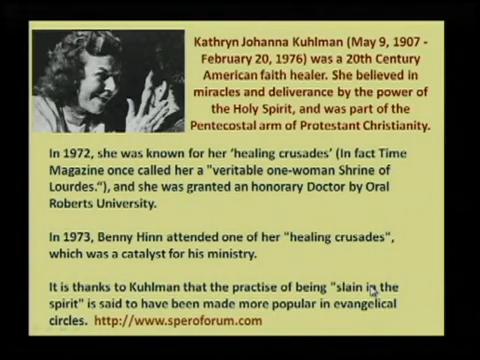 Kathryn Johanna Kuhlman (May 9, 1907 -
February 20, 1976) was a 20th Century
American faith healer. She believed in
miracles and deliverance by the power of
the Holy Spirit, and was part of the
Pentecostal arm of Protestant Christianity.
In 1972, she was known for her 'healing crusades' (In fact Time
Magazine once called her a "veritable one-woman Shrine of
Lourdes."), and she was granted an honorary Doctor by Oral
Roberts University.
In 1973, Benny Hinn attended one of her "healing crusades",
which was a catalyst for his ministry.
It is thanks to Kuhlman that the practise of being "slain in the
spirit" is said to have been made more popular in evangelical
circles. http://www.speroforum.com